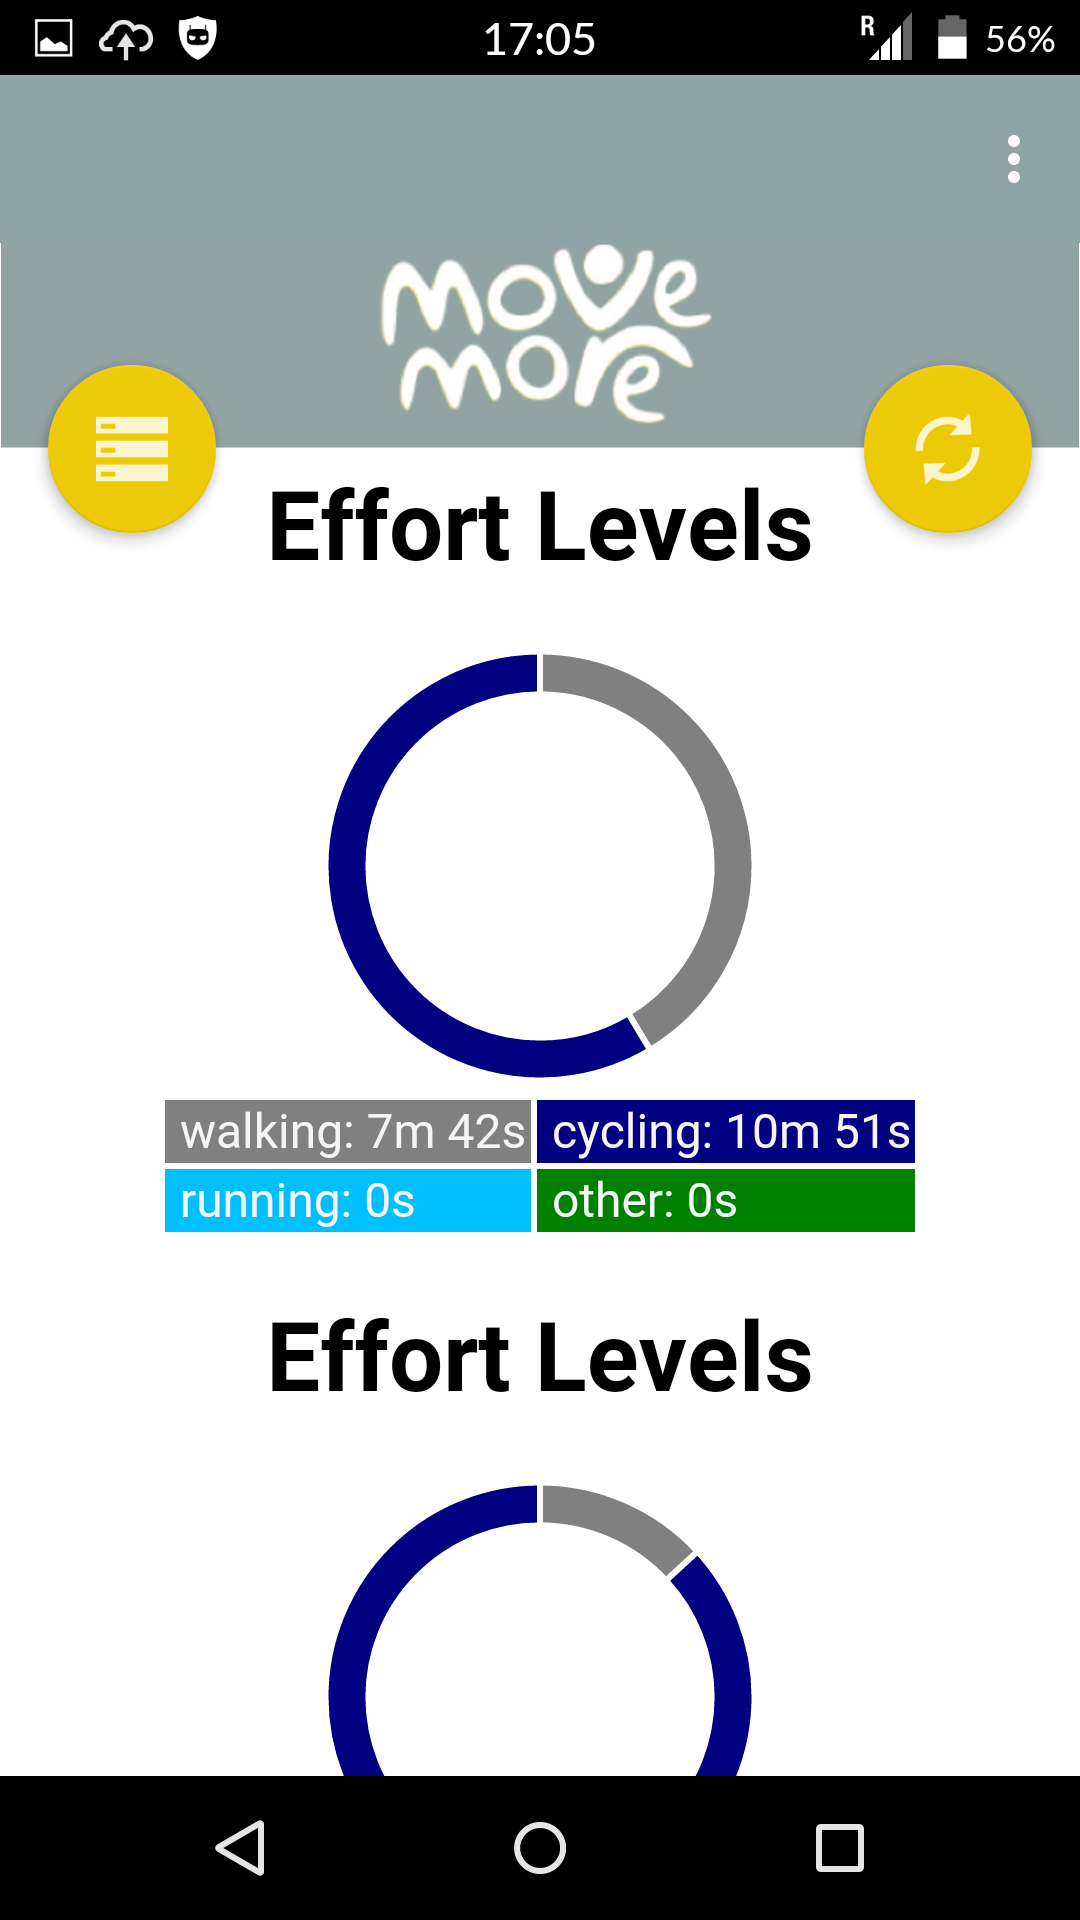 17:05
R
56%
move
more
Effort Levels
walking: 7m 42s
cycling: 10m 51s
running: 0s
other: 0s
Effort Levels